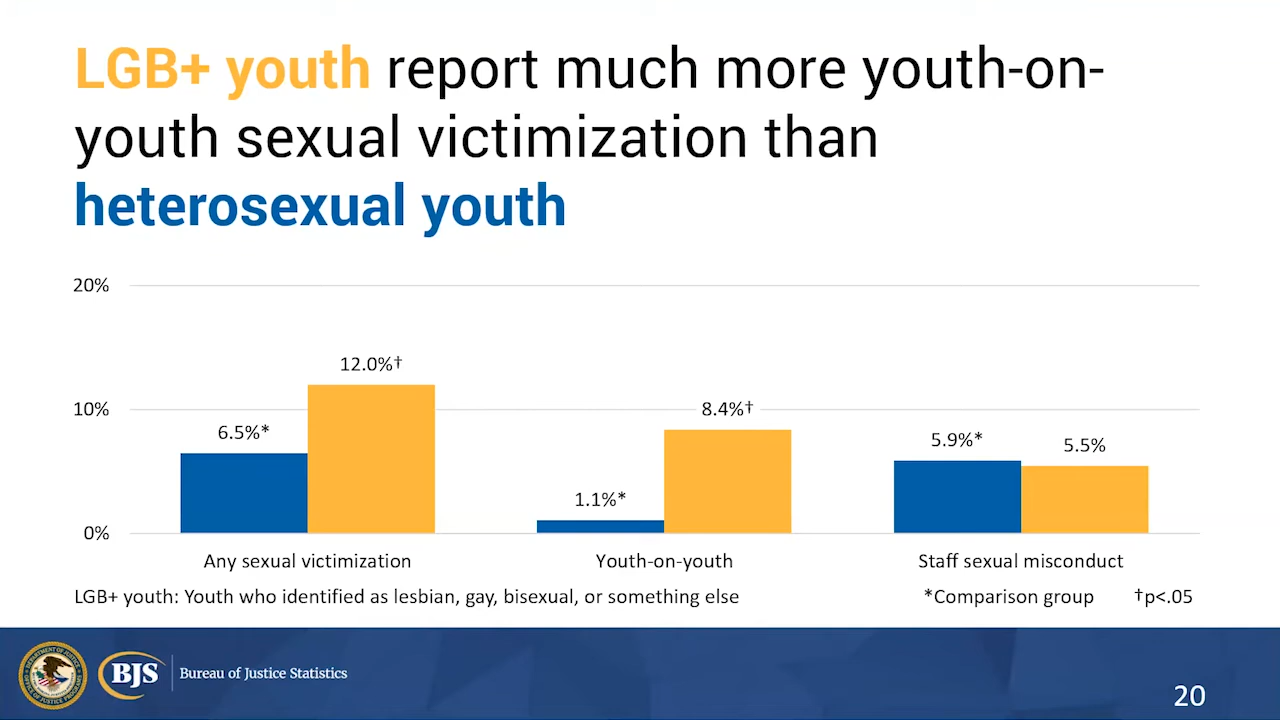 LGB+ youth report much more youth-on-
youth sexual victimization than
heterosexual youth
20%
10%
0%
6.5%*
12.0%†
1.1%*
8.4%†
5.9%*
5.5%
Any sexual victimization
Youth-on-youth
Staff sexual misconduct
LGB+ youth: Youth who identified as lesbian, gay, bisexual, or something else
*Comparison group
†p<.05
BJS
Bureau of Justice Statistics
20